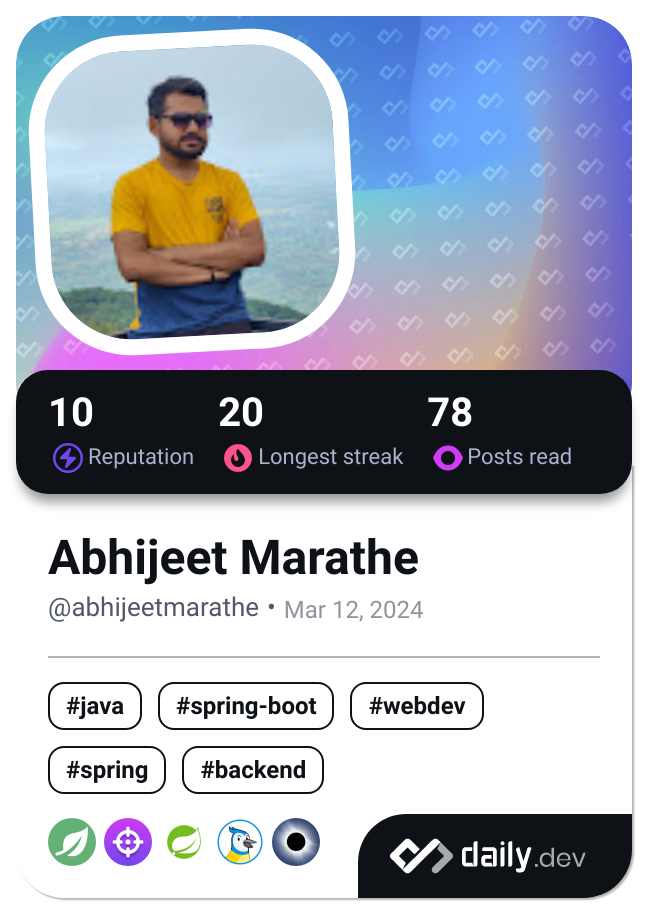 10 20 78
Reputation Longest streak Posts read
Abhijeet Marathe
@abhijeetmarathe • Mar 12, 2024
#java #spring-boot #webdev
#spring #backend
daily.dev